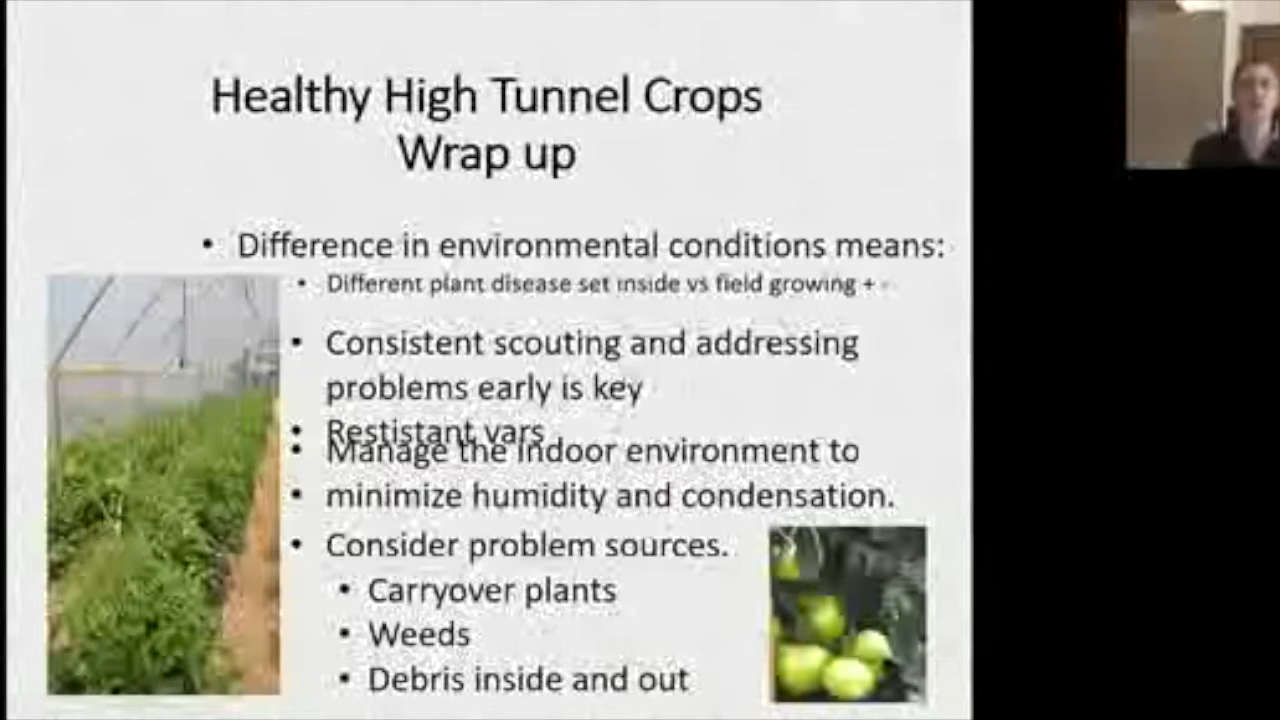 Healthy High Tunnel Crops
Wrap up
• Difference in environmental conditions means:
• Different plant disease set inside vs field growing + -
• Consistent scouting and addressing
problems early is key
• Restistant vars
• Manage the indoor environment to
• minimize humidity and condensation.
• Consider problem sources.
• Carryover plants
• Weeds
• Debris inside and out